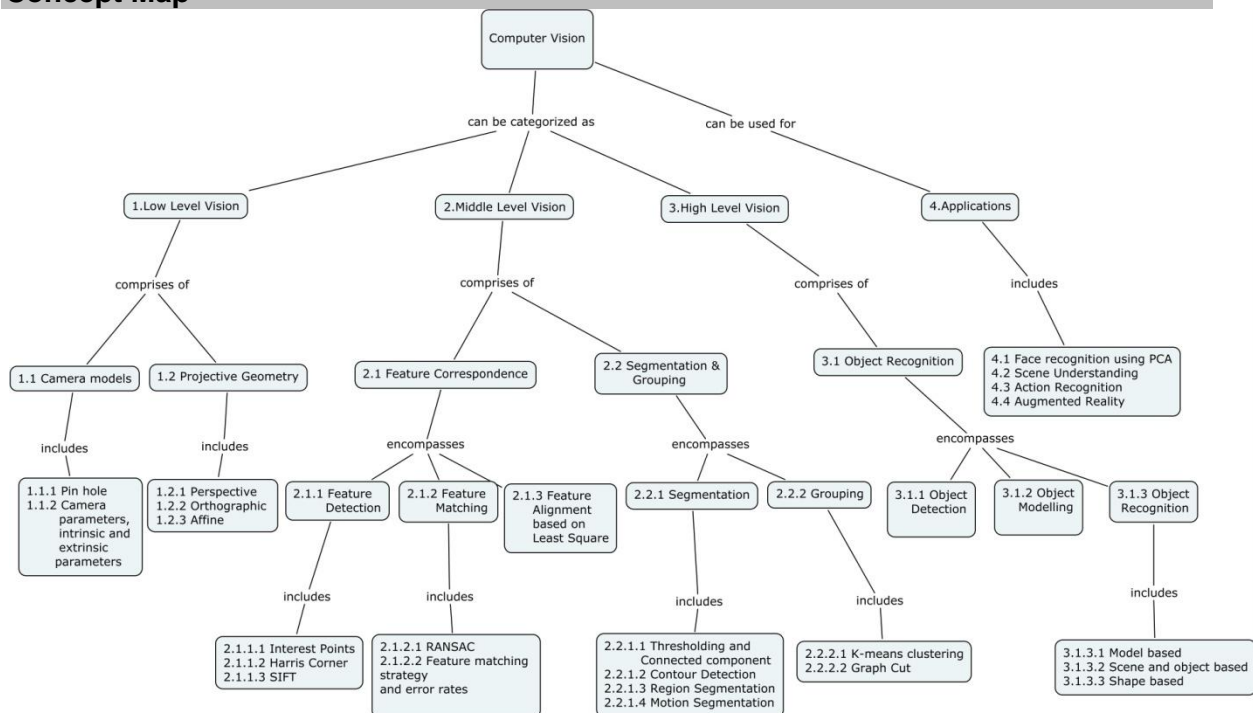 Concept Map
Computer Vision
can be categorized as
can be used for
1.Low Level Vision
2.Middle Level Vision
3.High Level Vision
4.Applications
comprises of
comprises of
comprises of
includes
1.1 Camera models
1.2 Projective Geometry
2.1 Feature Correspondence
2.2 Segmentation &
Grouping
3.1 Object Recognition
4.1 Face recognition using PCA
4.2 Scene Understanding
4.3 Action Recognition
4.4 Augmented Reality
includes
includes
encompasses
encompasses
encompasses
1.1.1 Pin hole
1.1.2 Camera
parameters,
intrinsic and
extrinsic
parameters
1.2.1 Perspective
1.2.2 Orthographic
1.2.3 Affine
2.1.1 Feature
Detection
2.1.2 Feature
Matching
2.1.3 Feature
Alignment
based on
Least Square
2.2.1 Segmentation
2.2.2 Grouping
3.1.1 Object
Detection
3.1.2 Object
Modelling
3.1.3 Object
Recognition
includes
includes
includes
includes
includes
2.1.1.1 Interest Points
2.1.1.2 Harris Corner
2.1.1.3 SIFT
2.1.2.1 RANSAC
2.1.2.2 Feature matching
strategy
and error rates
2.2.1.1 Thresholding and
Connected component
2.2.1.2 Contour Detection
2.2.1.3 Region Segmentation
2.2.1.4 Motion Segmentation
2.2.2.1 K-means clustering
2.2.2.2 Graph Cut
3.1.3.1 Model based
3.1.3.2 Scene and object based
3.1.3.3 Shape based